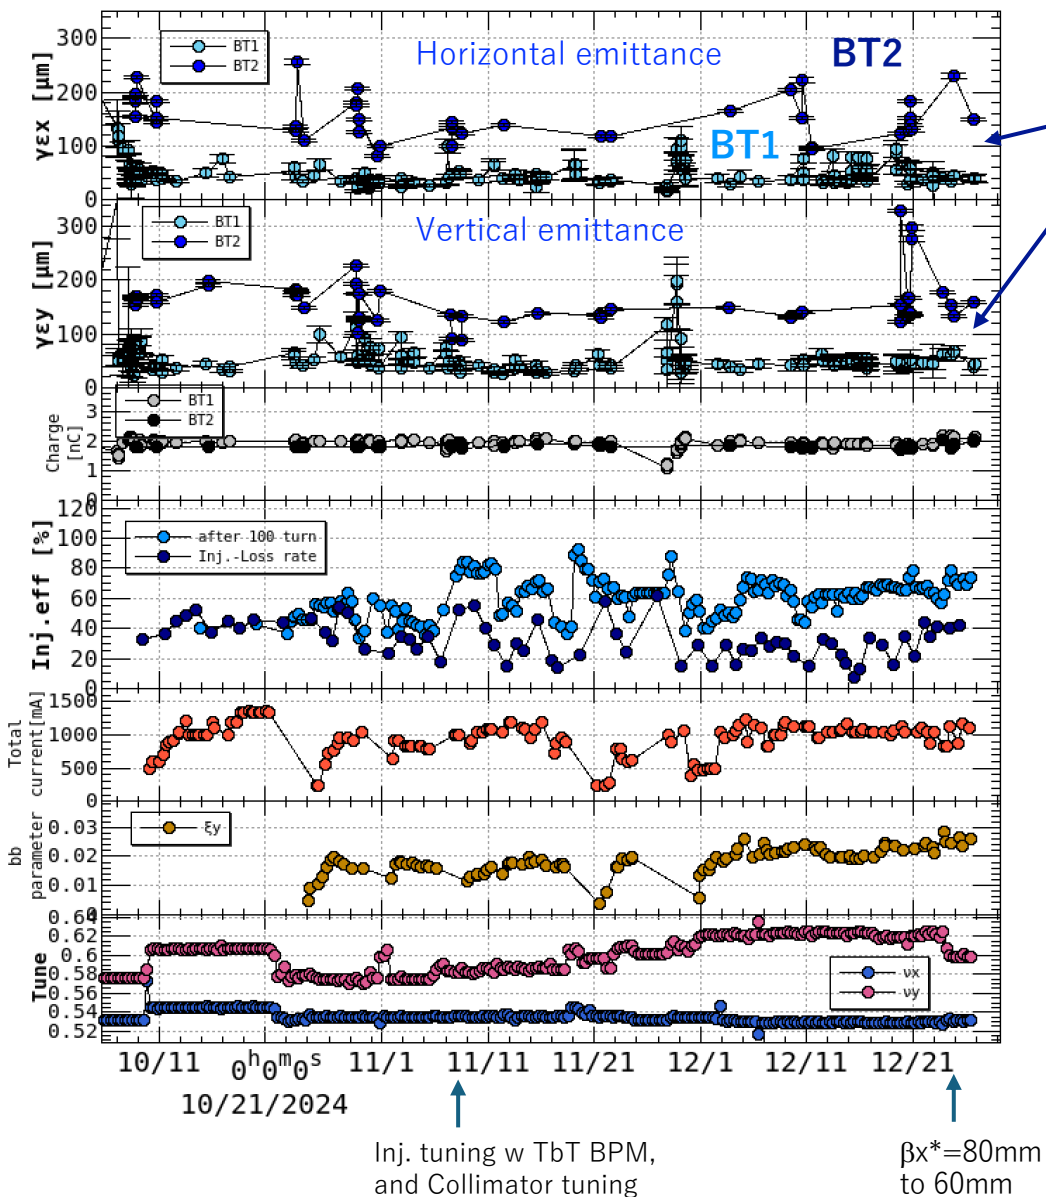 Horizontal emittance
BT2
BT1
BT2
BT1
γεx [μm]
300
200
100
0
Vertical emittance
BT1
BT2
γεy [μm]
300
200
100
0
BT1
BT2
Charge
[nC]
3
2
1
0
after 100 turn
Inj.-Loss rate
Inj.eff [%]
120
100
80
60
40
20
0
Total
current[mA]
1500
1000
500
0
ξy
bb
parameter
0.03
0.02
0.01
0
Tune
0.64
0.62
0.6
0.58
0.56
0.54
0.52
νx
νy
10/11
0h0m0s
11/1
11/11
11/21
12/1
12/11
12/21
10/21/2024
Inj. tuning w TbT BPM,
and Collimator tuning
βx*=80mm
to 60mm